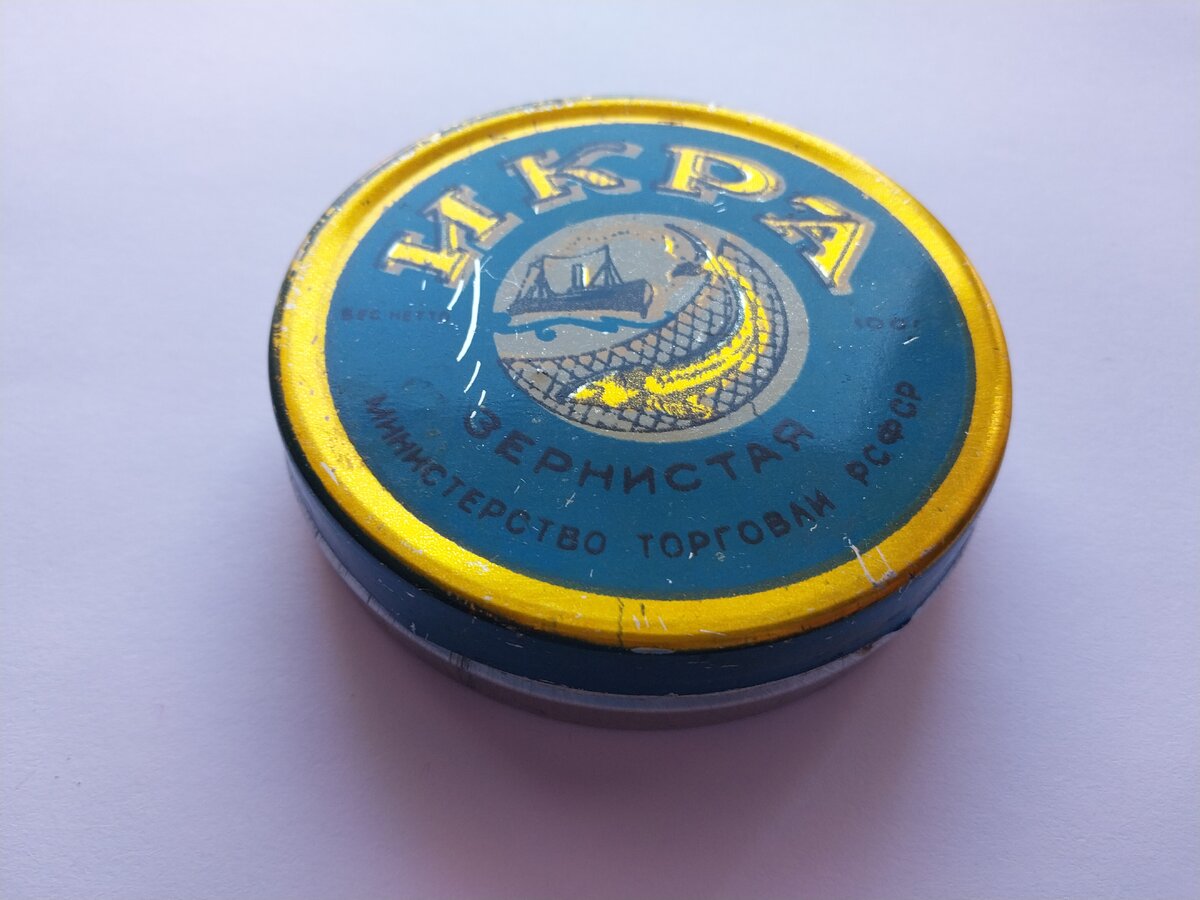 ИКРА
ВЕС НЕТТО 100 г
ЗЕРНИСТАЯ
МИНИСТЕРСТВО ТОРГОВЛИ РСФСР